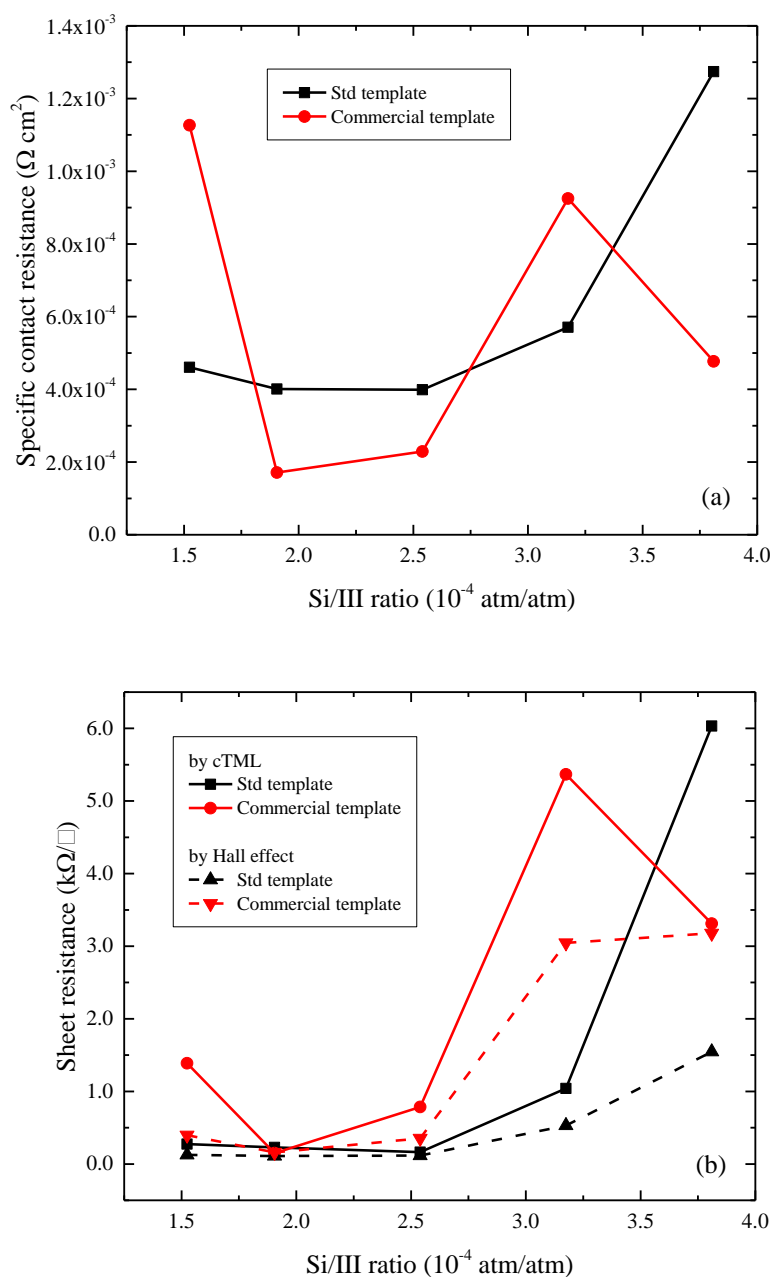 1.4x10⁻³
1.2x10⁻³
1.0x10⁻³
8.0x10⁻⁴
6.0x10⁻⁴
4.0x10⁻⁴
2.0x10⁻⁴
0.0
Specific contact resistance (Ω cm²)
Std template
Commercial template
(a)
1.5 2.0 2.5 3.0 3.5 4.0
Si/III ratio (10⁻⁴ atm/atm)
6.0
5.0
4.0
3.0
2.0
1.0
0.0
Sheet resistance (kΩ/□)
by cTML
Std template
Commercial template
by Hall effect
Std template
Commercial template
(b)
1.5 2.0 2.5 3.0 3.5 4.0
Si/III ratio (10⁻⁴ atm/atm)